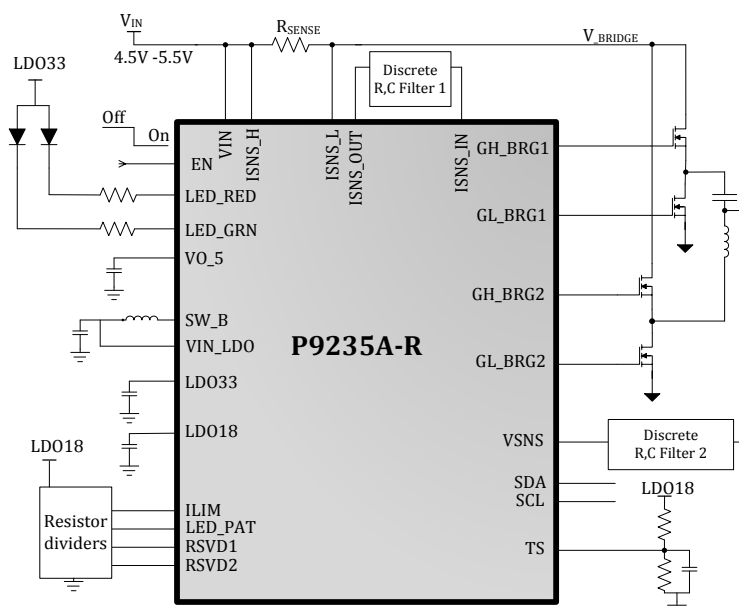 VIN
RSENSE
V_BRIDGE
4.5V -5.5V
LDO33
Discrete
R,C Filter 1
Off
On
VIN
ISNS_H
ISNS_L
ISNS_OUT
ISNS_IN
GH_BRG1
EN
LED_RED
GL_BRG1
LED_GRN
VO_5
GH_BRG2
SW_B
P9235A-R
VIN_LDO
GL_BRG2
LDO33
LDO18
VSNS
Discrete
R,C Filter 2
LDO18
SDA
LDO18
SCL
ILIM
Resistor
dividers
LED_PAT
RSVD1
TS
RSVD2